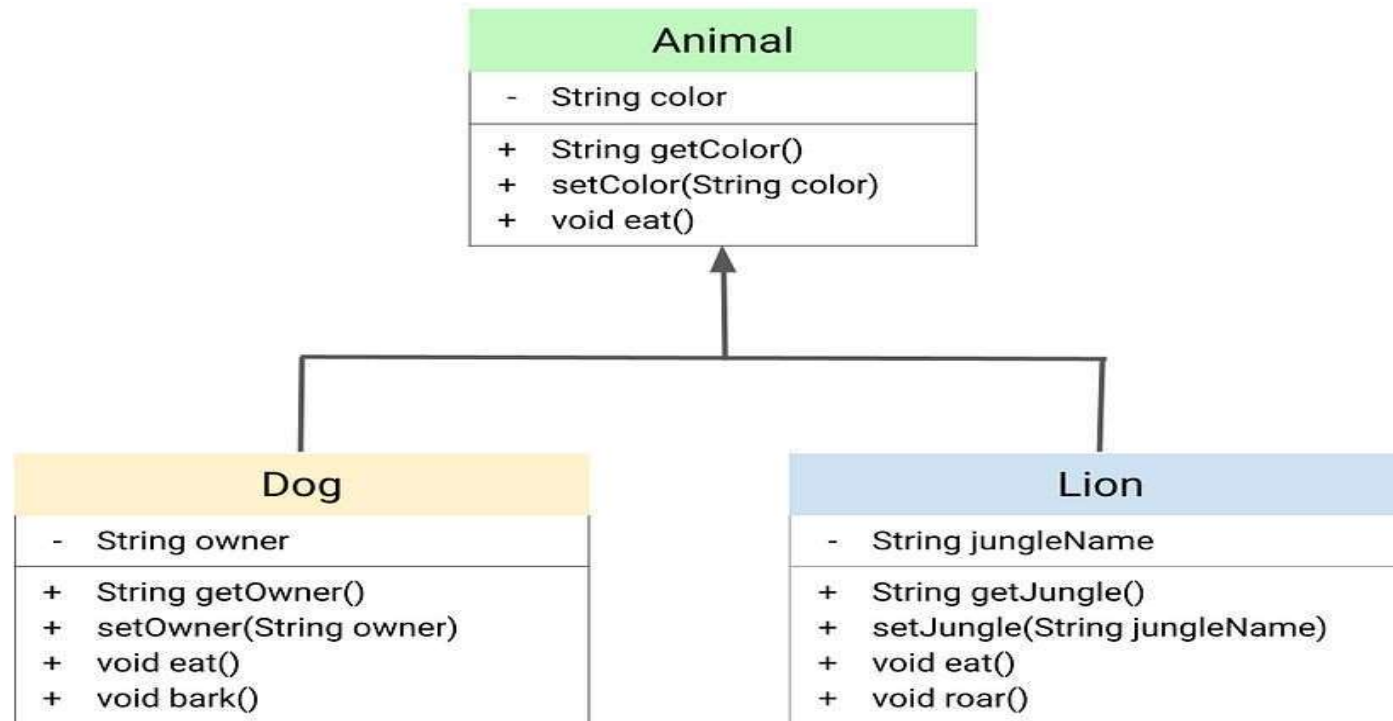 Animal
- String color
+ String getColor()
+ setColor(String color)
+ void eat()
Dog
- String owner
+ String getOwner()
+ setOwner(String owner)
+ void eat()
+ void bark()
Lion
- String jungleName
+ String getJungle()
+ setJungle(String jungleName)
+ void eat()
+ void roar()